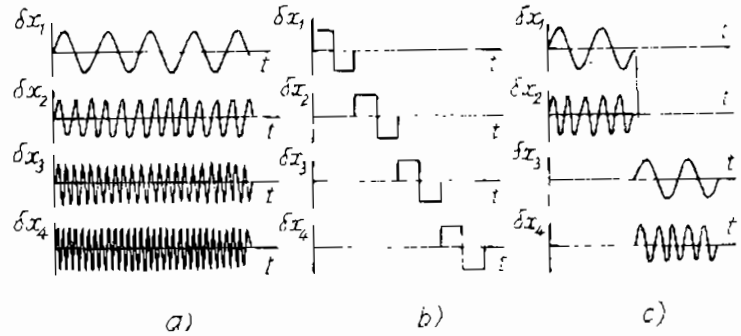 δx₁ t δx₁ t δx₁ t
δx₂ t δx₂ t δx₂ t
δx₃ t δx₃ t δx₃ t
δx₄ t δx₄ t δx₄ t
a) b) c)